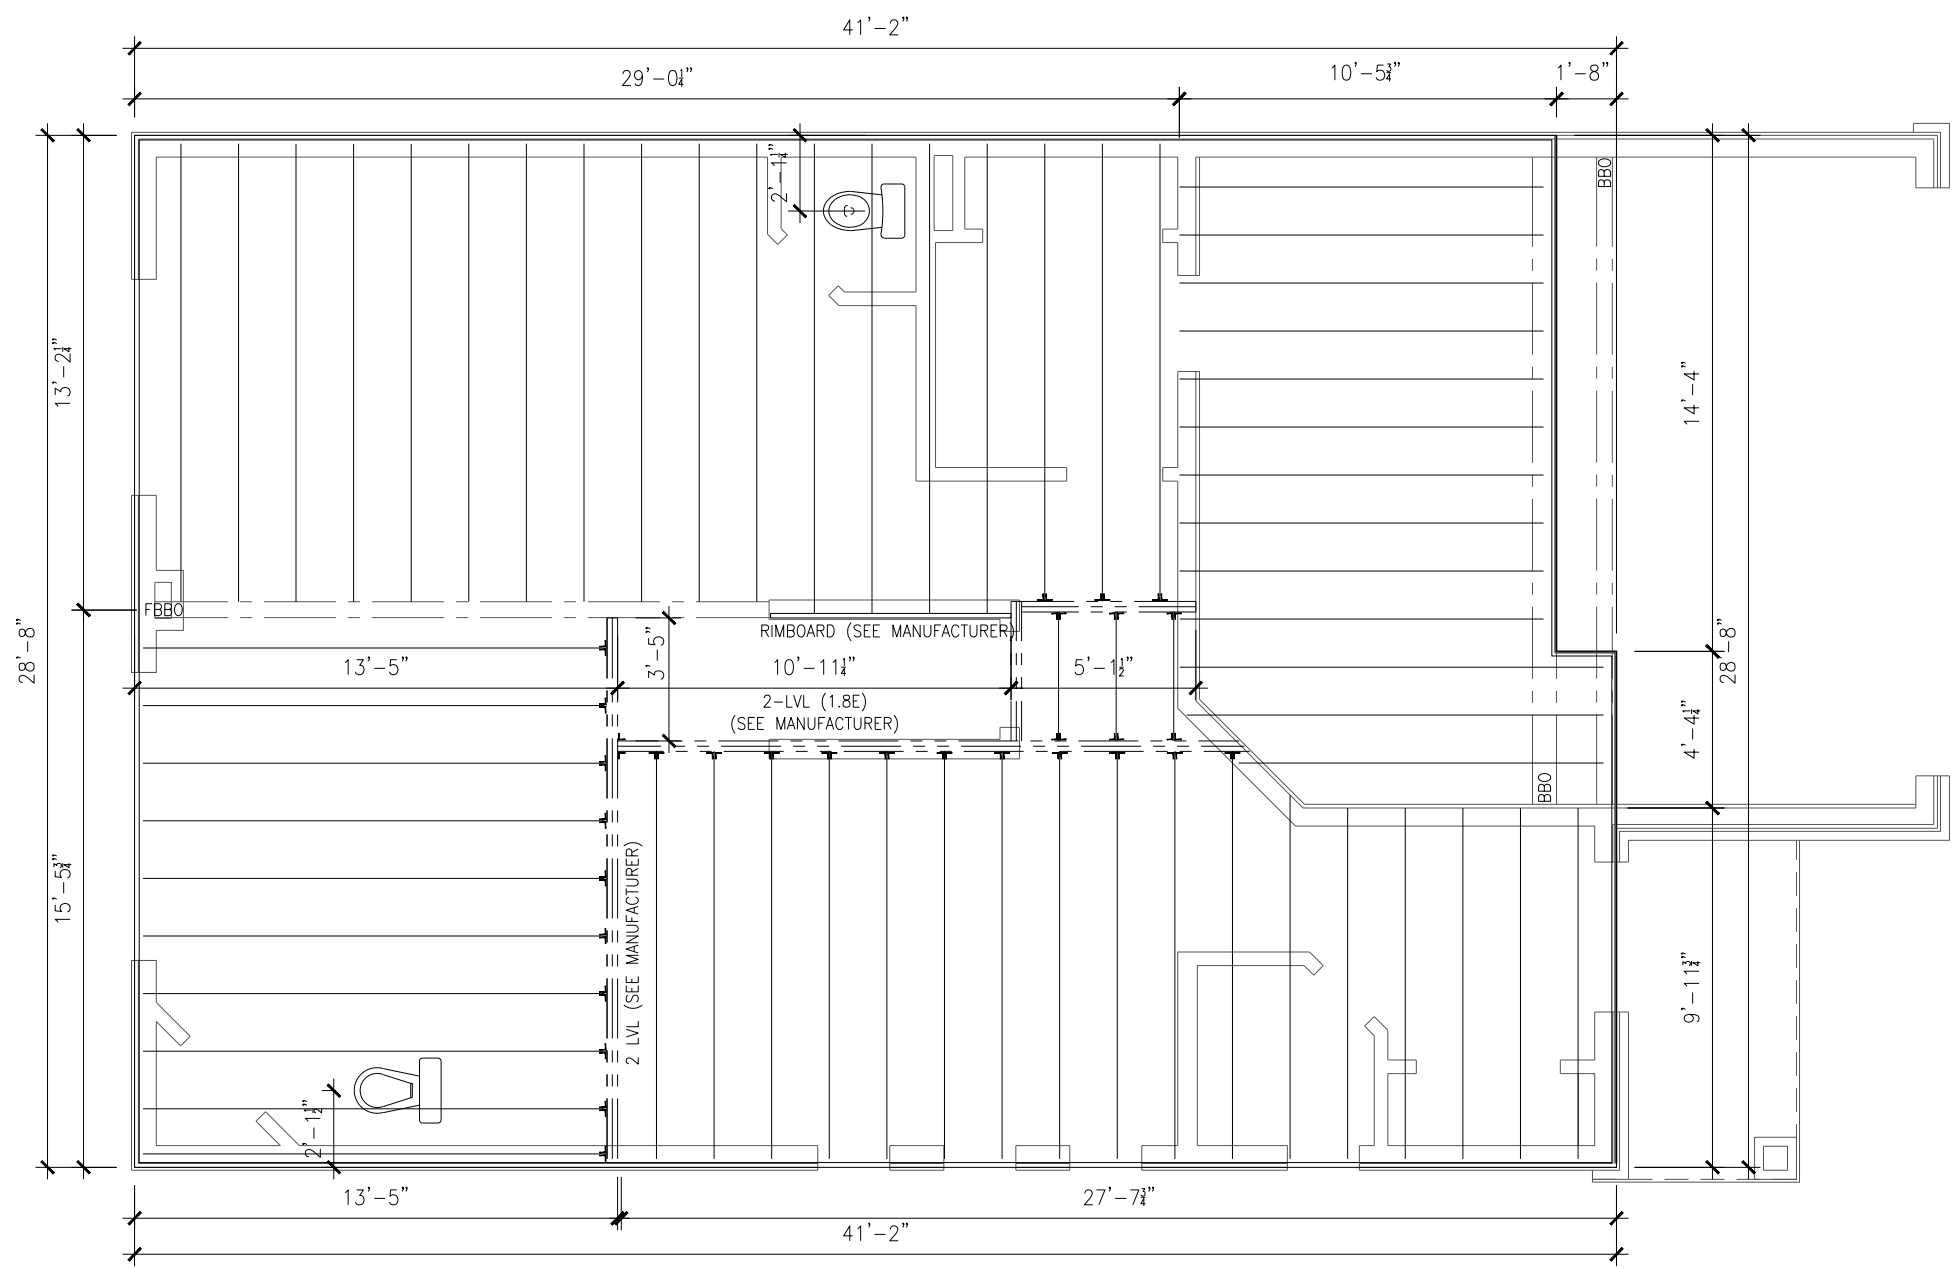 41'-2"
29'-0¼"
10'-5¾"
1'-8"
2'-1¼"
BBO
13'-2¼"
14'-4"
FBBO
RIMBOARD (SEE MANUFACTURER)
28'-8"
28'-8"
3'-5"
13'-5"
10'-11¼"
5'-1½"
2-LVL (1.8E)
(SEE MANUFACTURER)
4'-4¼"
BBO
15'-5¾"
2 LVL (SEE MANUFACTURER)
9'-11¾"
2'-1½"
13'-5"
27'-7¾"
41'-2"